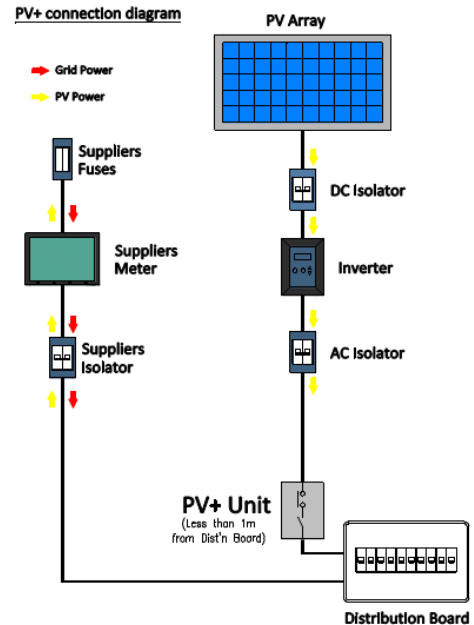 PV+ connection diagram
PV Array
Grid Power
PV Power
Suppliers
Fuses
DC Isolator
Suppliers
Meter
Inverter
Suppliers
Isolator
AC Isolator
PV+ Unit
(Less than 1m
from Dist'n Board)
Distribution Board